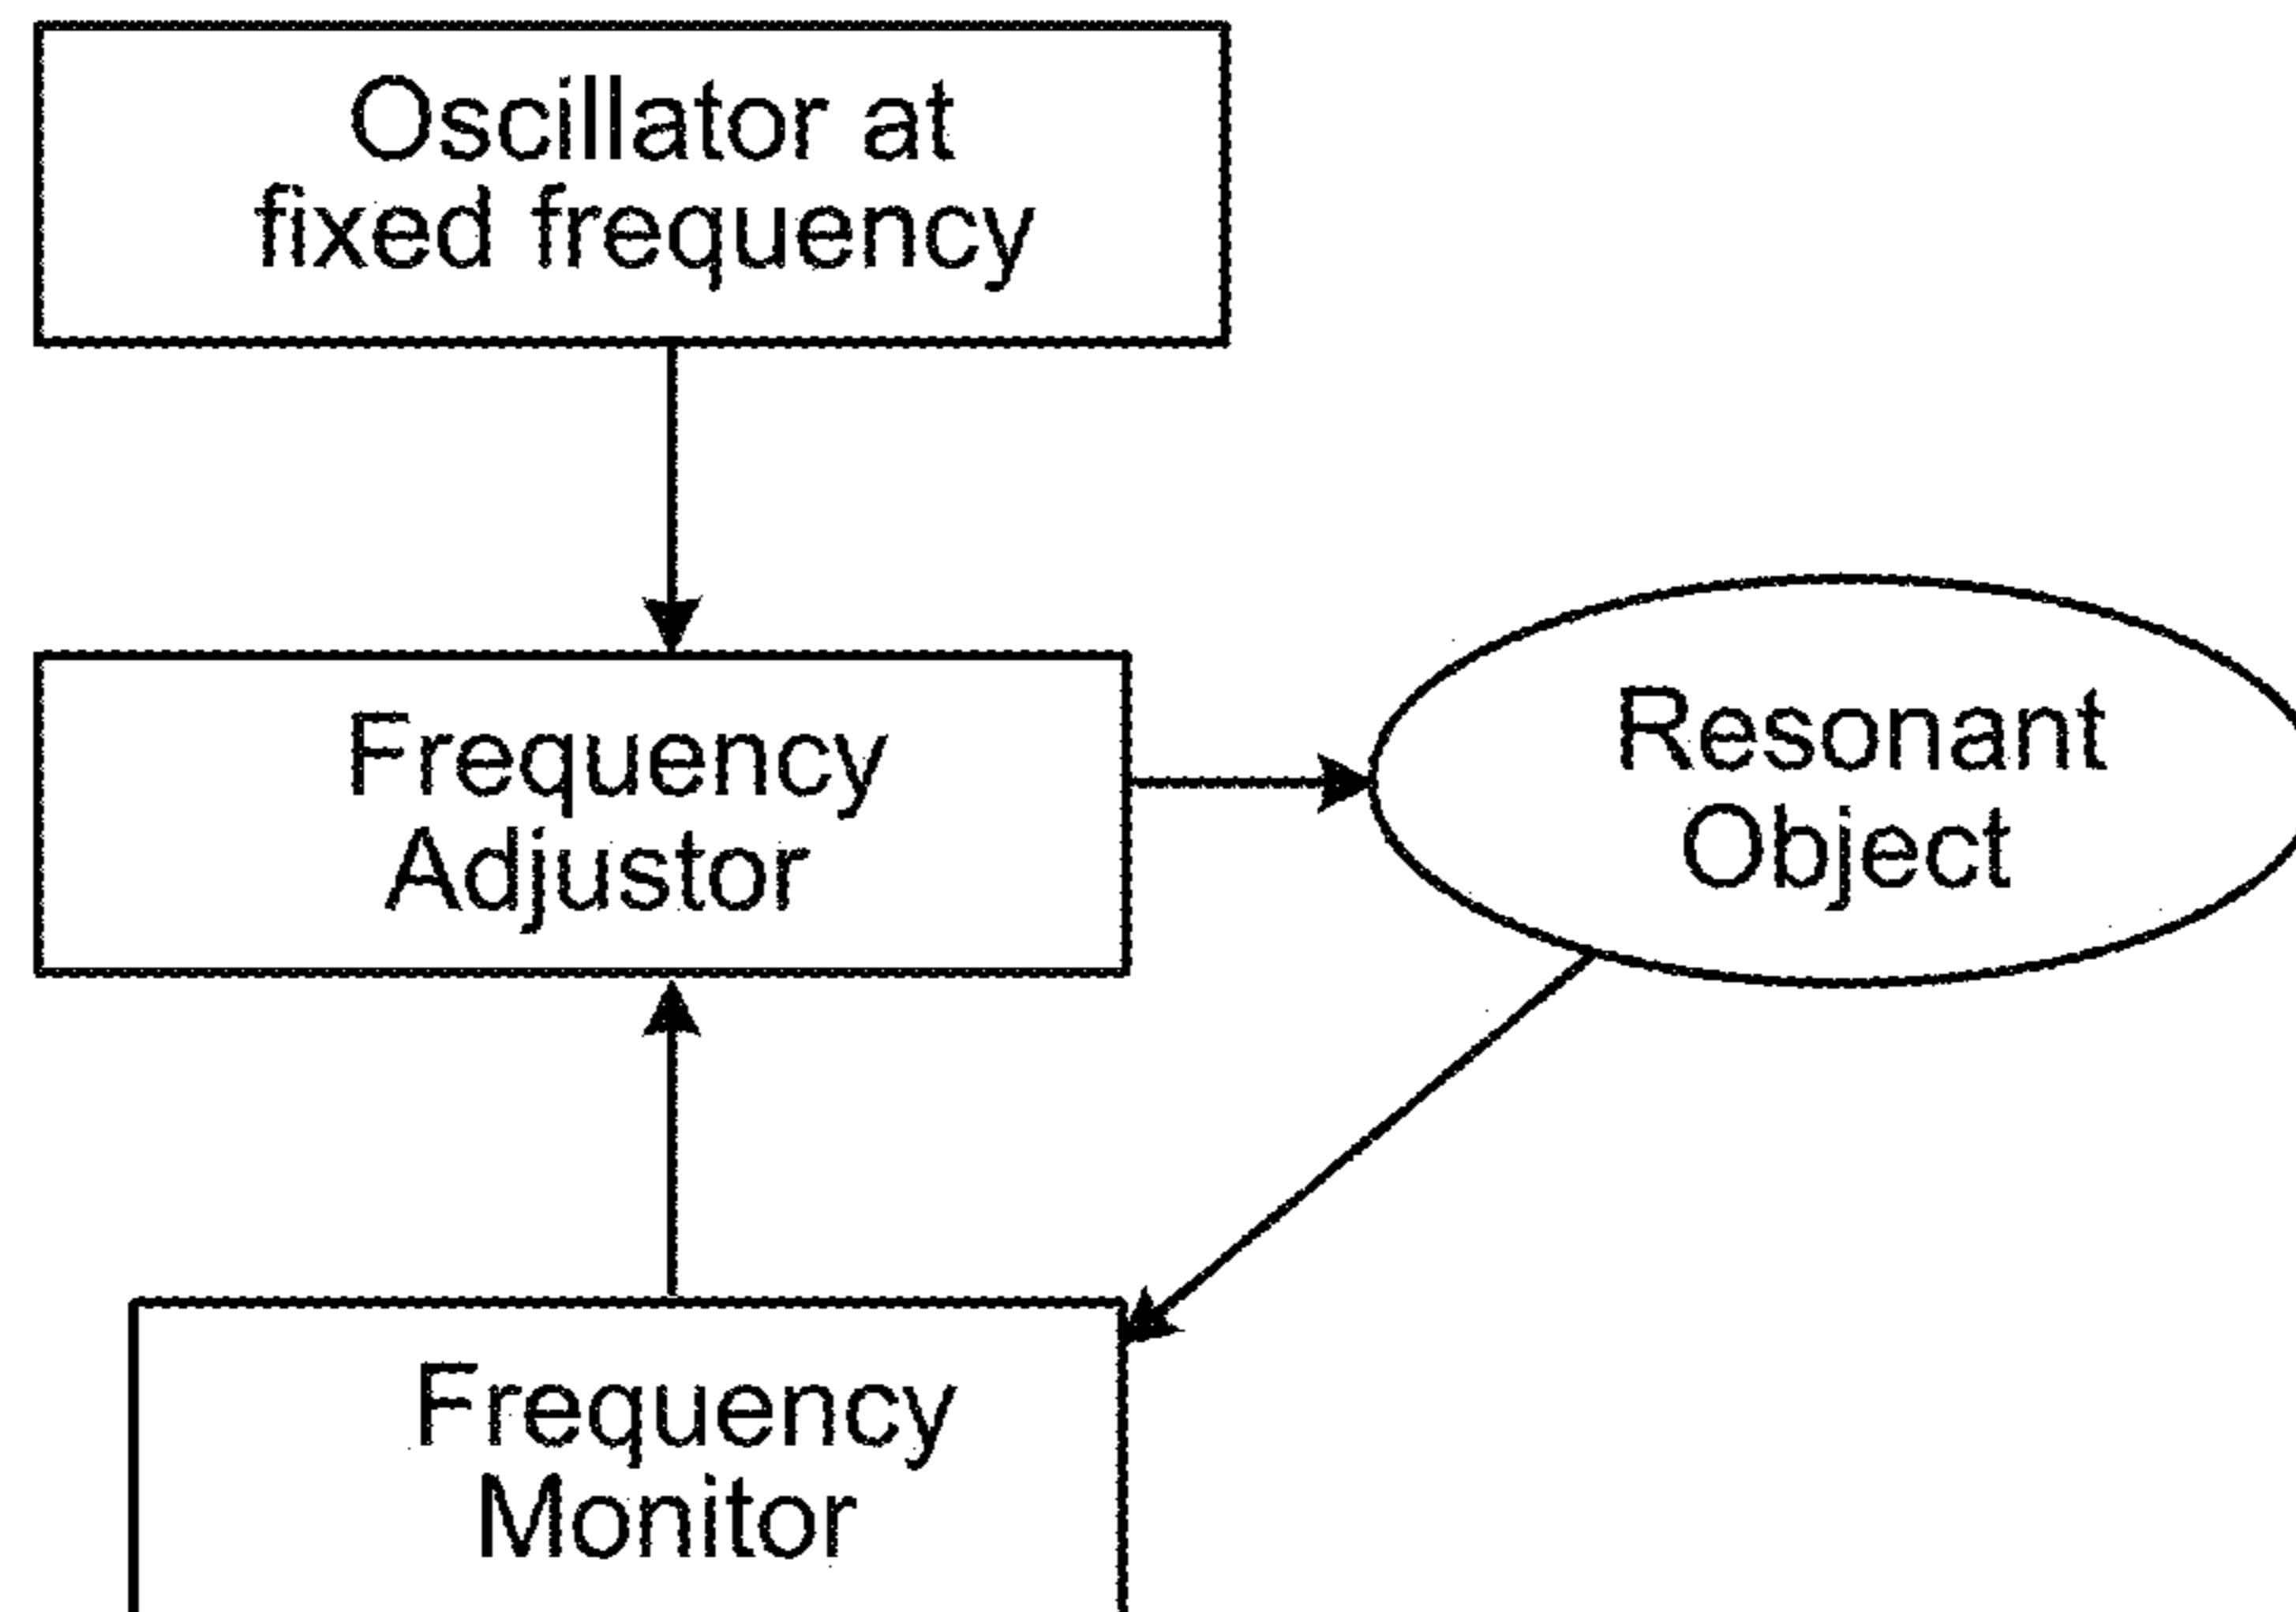 Oscillator at
fixed frequency
Frequency
Adjustor
Resonant
Object
Frequency
Monitor